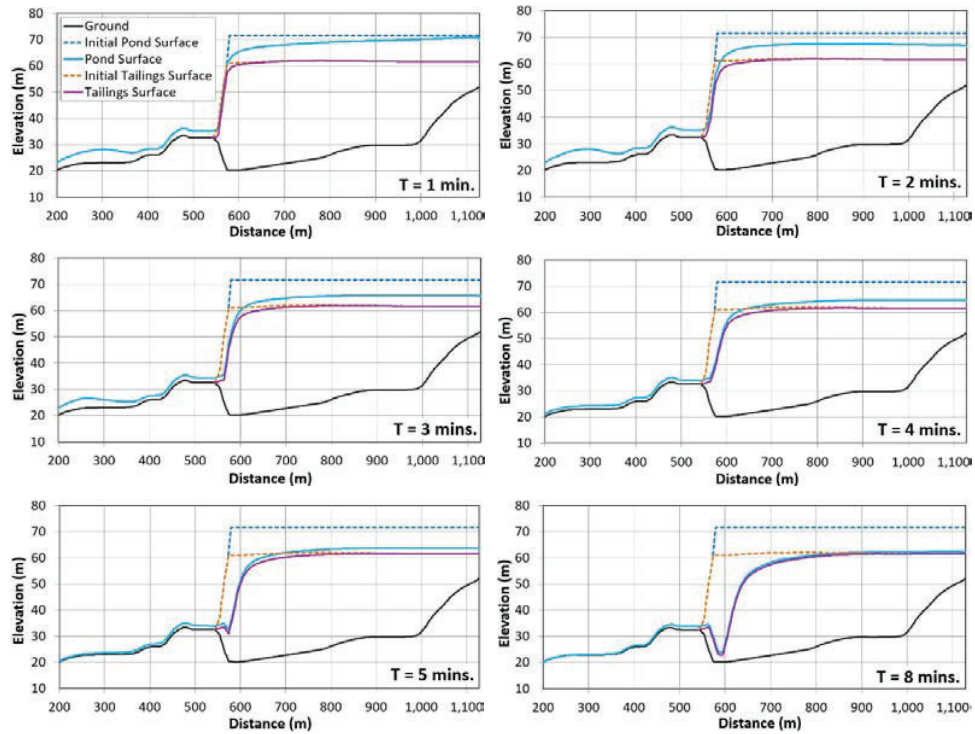 Elevation (m)
80
70
60
50
40
30
20
10
Ground
Initial Pond Surface
Pond Surface
Initial Tailings Surface
Tailings Surface
T = 1 min.
200 300 400 500 600 700 800 900 1,000 1,100
Distance (m)
Elevation (m)
80
70
60
50
40
30
20
10
T = 2 mins.
200 300 400 500 600 700 800 900 1,000 1,100
Distance (m)
Elevation (m)
80
70
60
50
40
30
20
10
T = 3 mins.
200 300 400 500 600 700 800 900 1,000 1,100
Distance (m)
Elevation (m)
80
70
60
50
40
30
20
10
T = 4 mins.
200 300 400 500 600 700 800 900 1,000 1,100
Distance (m)
Elevation (m)
80
70
60
50
40
30
20
10
T = 5 mins.
200 300 400 500 600 700 800 900 1,000 1,100
Distance (m)
Elevation (m)
80
70
60
50
40
30
20
10
T = 8 mins.
200 300 400 500 600 700 800 900 1,000 1,100
Distance (m)